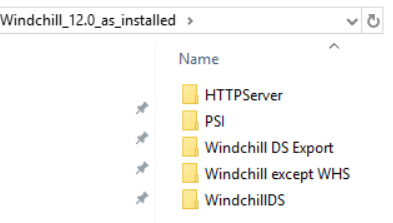 Windchill_12.0_as_installed
Name
HTTPServer
PSI
Windchill DS Export
Windchill except WHS
WindchillDS